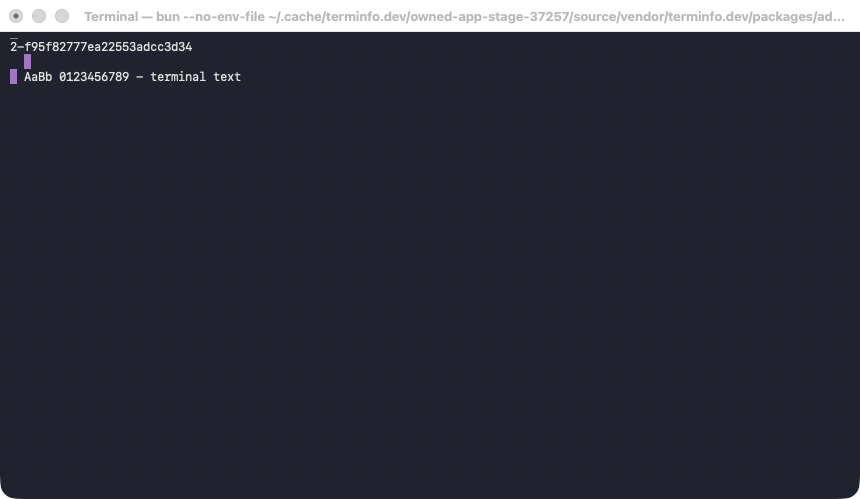 Terminal — bun --no-env-file ~/.cache/terminfo.dev/owned-app-stage-37257/source/vendor/terminfo.dev/packages/ad...
2-f95f82777ea22553adcc3d34
AaBb 0123456789 — terminal text